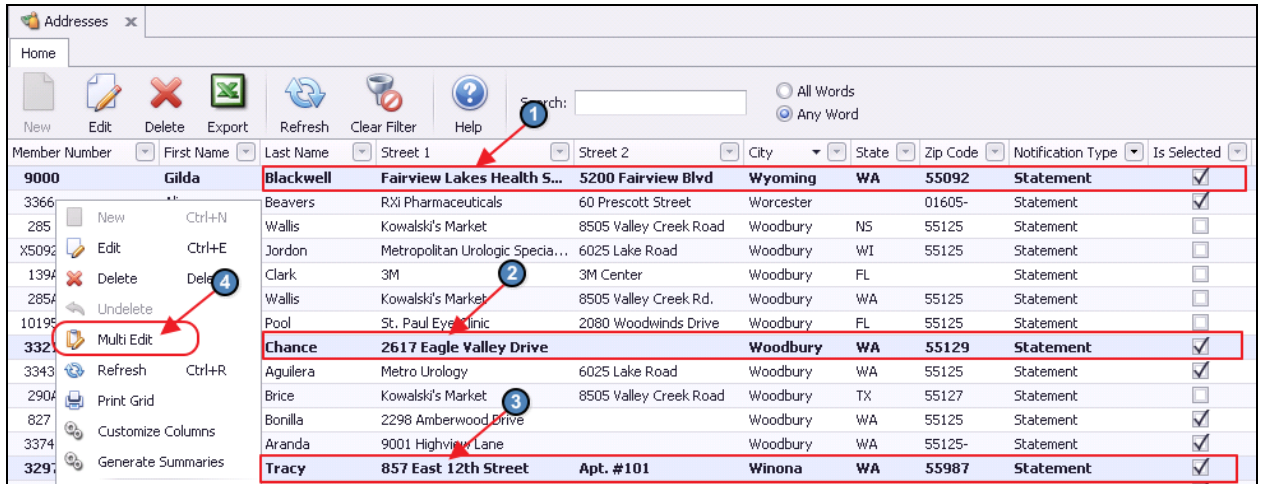 Addresses
Home
New Edit Delete Export Refresh Clear Filter Help Search: All Words
Any Word
Member Number First Name Last Name Street 1 Street 2 City State Zip Code Notification Type Is Selected
9000 Gilda Blackwell Fairview Lakes Health S... 5200 Fairview Blvd Wyoming WA 55092 Statement
3366 Beavers RXi Pharmaceuticals 60 Prescott Street Worcester 01605- Statement
285 New Ctrl+N Wallis Kowalski's Market 8505 Valley Creek Road Woodbury NS 55125 Statement
X5092 Edit Ctrl+E Jordon Metropolitan Urologic Specia... 6025 Lake Road Woodbury WI 55125 Statement
139A Delete Clark 3M 3M Center Woodbury FL Statement
285A Undelete Wallis Kowalski's Market 8505 Valley Creek Rd. Woodbury WA 55125 Statement
10195 Pool St. Paul Eye Clinic 2080 Woodwinds Drive Woodbury FL 55125 Statement
332 Multi Edit Chance 2617 Eagle Valley Drive Woodbury WA 55129 Statement
3343 Refresh Ctrl+R Aguilera Metro Urology 6025 Lake Road Woodbury WA 55125 Statement
290A Print Grid Brice Kowalski's Market 8505 Valley Creek Road Woodbury TX 55127 Statement
827 Customize Columns Bonilla 2298 Amberwood Drive Woodbury WA 55125 Statement
3374 Aranda 9001 Highview Lane Woodbury WA 55125- Statement
3297 Generate Summaries Tracy 857 East 12th Street Apt. #101 Winona WA 55987 Statement
1
2
3
4